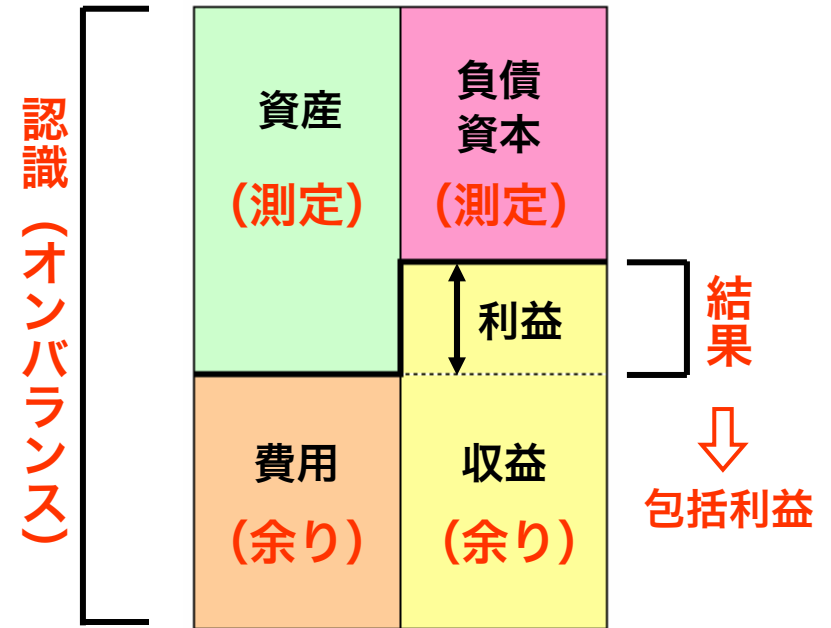 認識（オンバランス）
資産
（測定）
負債
資本
（測定）
利益
結果
包括利益
費用
（余り）
収益
（余り）